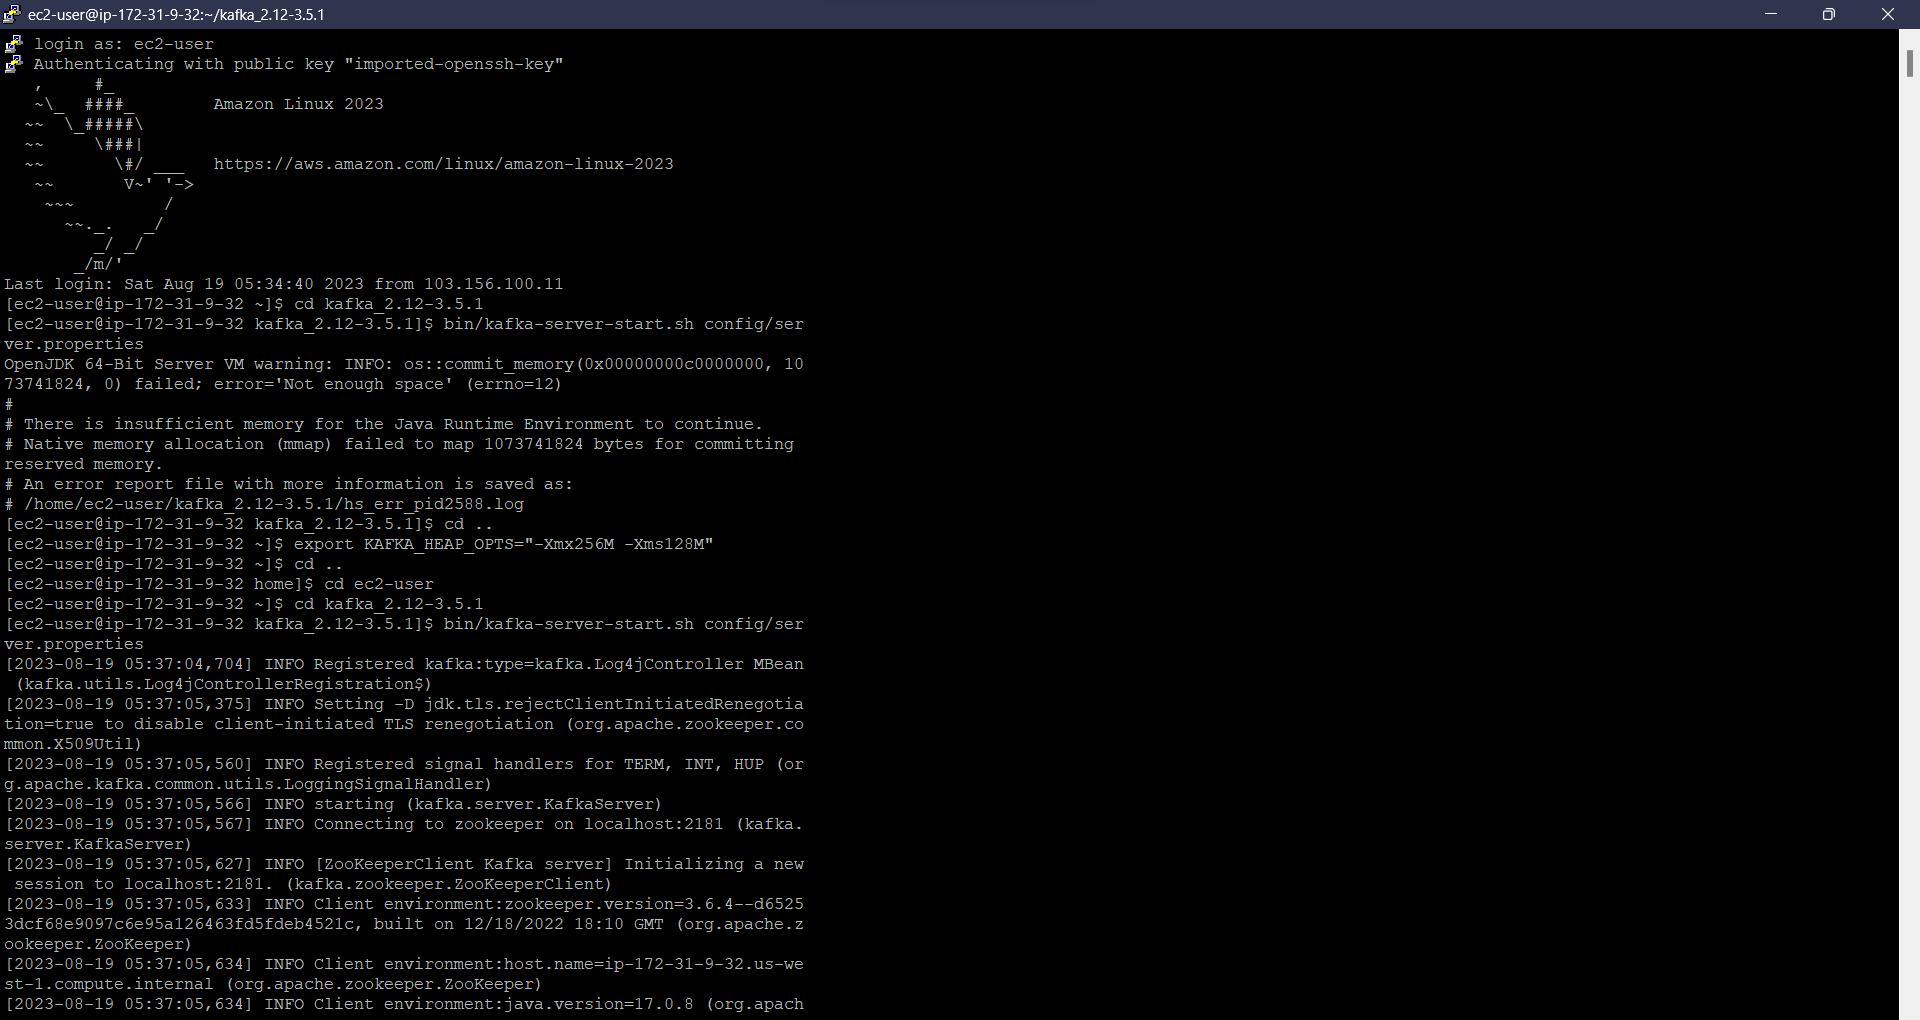 ec2-user@ip-172-31-9-32:~/kafka_2.12-3.5.1
login as: ec2-user
Authenticating with public key "imported-openssh-key"
   ,     #_
   ~\_  ####_        Amazon Linux 2023
  ~~  \_#####\
  ~~     \###|
  ~~       \#/ ___   https://aws.amazon.com/linux/amazon-linux-2023
   ~~       V~' '->
    ~~~         /
      ~~._.   _/
         _/ _/
       _/m/'
Last login: Sat Aug 19 05:34:40 2023 from 103.156.100.11
[ec2-user@ip-172-31-9-32 ~]$ cd kafka_2.12-3.5.1
[ec2-user@ip-172-31-9-32 kafka_2.12-3.5.1]$ bin/kafka-server-start.sh config/ser
ver.properties
OpenJDK 64-Bit Server VM warning: INFO: os::commit_memory(0x00000000c0000000, 10
73741824, 0) failed; error='Not enough space' (errno=12)
#
# There is insufficient memory for the Java Runtime Environment to continue.
# Native memory allocation (mmap) failed to map 1073741824 bytes for committing
reserved memory.
# An error report file with more information is saved as:
# /home/ec2-user/kafka_2.12-3.5.1/hs_err_pid2588.log
[ec2-user@ip-172-31-9-32 kafka_2.12-3.5.1]$ cd ..
[ec2-user@ip-172-31-9-32 ~]$ export KAFKA_HEAP_OPTS="-Xmx256M -Xms128M"
[ec2-user@ip-172-31-9-32 ~]$ cd ..
[ec2-user@ip-172-31-9-32 home]$ cd ec2-user
[ec2-user@ip-172-31-9-32 ~]$ cd kafka_2.12-3.5.1
[ec2-user@ip-172-31-9-32 kafka_2.12-3.5.1]$ bin/kafka-server-start.sh config/ser
ver.properties
[2023-08-19 05:37:04,704] INFO Registered kafka:type=kafka.Log4jController MBean
 (kafka.utils.Log4jControllerRegistration$)
[2023-08-19 05:37:05,375] INFO Setting -D jdk.tls.rejectClientInitiatedRenegotia
tion=true to disable client-initiated TLS renegotiation (org.apache.zookeeper.co
mmon.X509Util)
[2023-08-19 05:37:05,560] INFO Registered signal handlers for TERM, INT, HUP (or
g.apache.kafka.common.utils.LoggingSignalHandler)
[2023-08-19 05:37:05,566] INFO starting (kafka.server.KafkaServer)
[2023-08-19 05:37:05,567] INFO Connecting to zookeeper on localhost:2181 (kafka.
server.KafkaServer)
[2023-08-19 05:37:05,627] INFO [ZooKeeperClient Kafka server] Initializing a new
 session to localhost:2181. (kafka.zookeeper.ZooKeeperClient)
[2023-08-19 05:37:05,633] INFO Client environment:zookeeper.version=3.6.4--d6525
3dcf68e9097c6e95a126463fd5fdeb4521c, built on 12/18/2022 18:10 GMT (org.apache.z
ookeeper.ZooKeeper)
[2023-08-19 05:37:05,634] INFO Client environment:host.name=ip-172-31-9-32.us-we
st-1.compute.internal (org.apache.zookeeper.ZooKeeper)
[2023-08-19 05:37:05,634] INFO Client environment:java.version=17.0.8 (org.apach